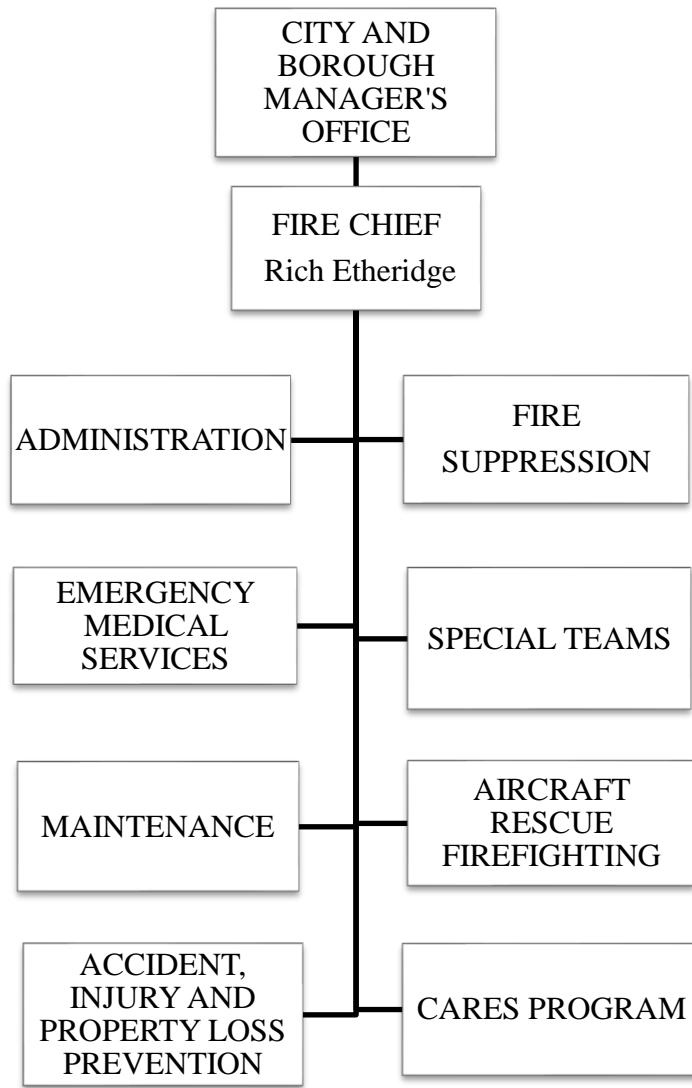 CITY AND
BOROUGH
MANAGER'S
OFFICE
FIRE CHIEF
Rich Etheridge
ADMINISTRATION
FIRE
SUPPRESSION
EMERGENCY
MEDICAL
SERVICES
SPECIAL TEAMS
MAINTENANCE
AIRCRAFT
RESCUE
FIREFIGHTING
ACCIDENT,
INJURY AND
PROPERTY LOSS
PREVENTION
CARES PROGRAM